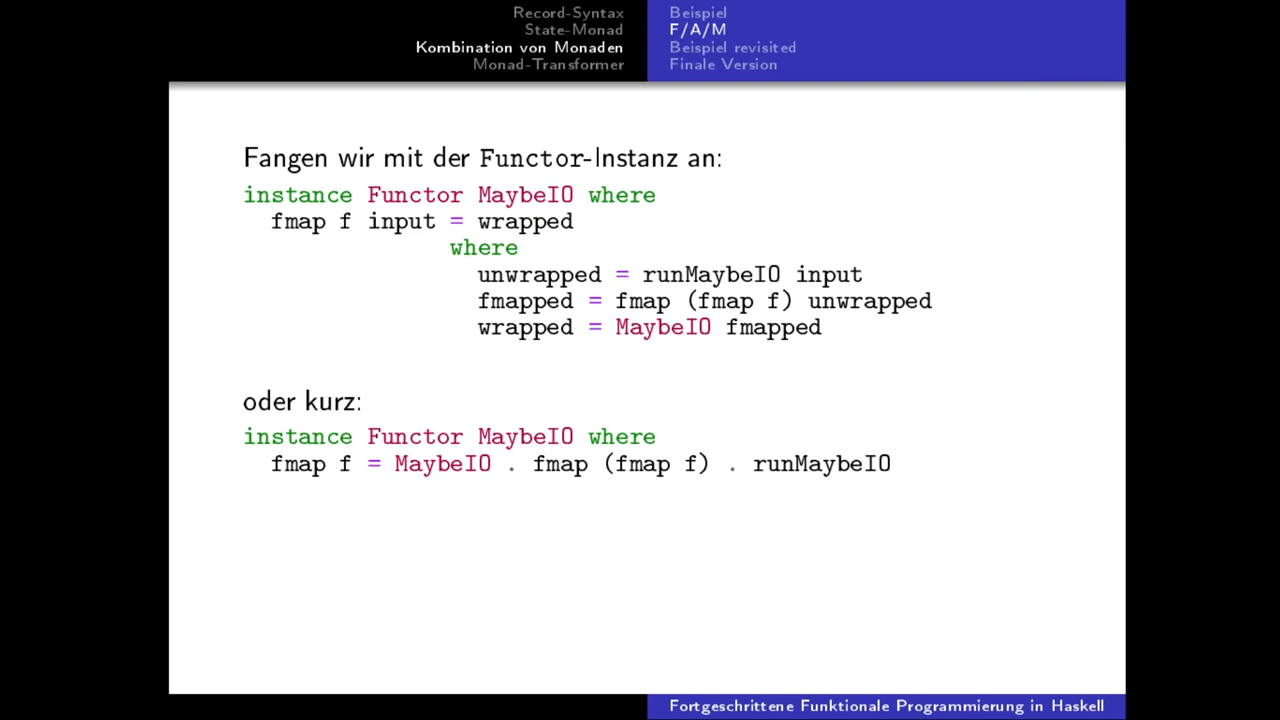 Record-Syntax
State-Monad
Kombination von Monaden
Monad-Transformer
Beispiel
F/A/M
Beispiel revisited
Finale Version
Fangen wir mit der Functor-Instanz an:
instance Functor MaybeIO where
fmap f input = wrapped
where
unwrapped = runMaybeIO input
fmapped = fmap (fmap f) unwrapped
wrapped = MaybeIO fmapped
oder kurz:
instance Functor MaybeIO where
fmap f = MaybeIO . fmap (fmap f) . runMaybeIO
Fortgeschrittene Funktionale Programmierung in Haskell